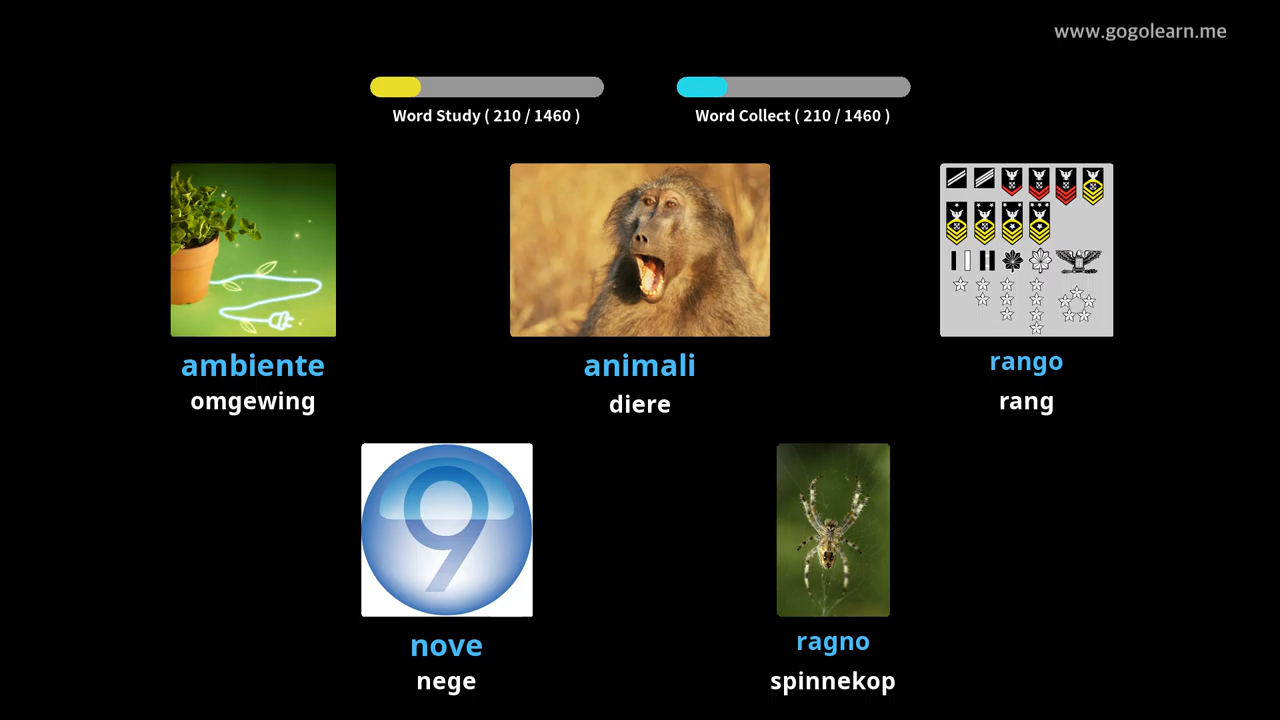 www.gogolearn.me
Word Study ( 210 / 1460 )
Word Collect ( 210 / 1460 )
ambiente
omgewing
animali
diere
rango
rang
9
nove
nege
ragno
spinnekop